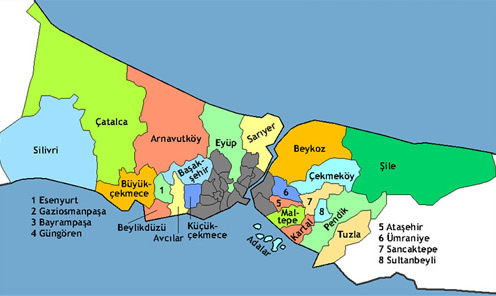 Silivri
Çatalca
Arnavutköy
Eyüp
Sarıyer
Başak-
şehir
Büyük-
çekmece
1
Beylikdüzü
Avcılar
Küçük-
çekmece
Beykoz
Şile
Çekmeköy
6
5
7
8
Mal-
tepe
Kartal
Pendik
Tuzla
Adalar
1 Esenyurt
2 Gaziosmanpaşa
3 Bayrampaşa
4 Güngören
5 Ataşehir
6 Ümraniye
7 Sancaktepe
8 Sultanbeyli